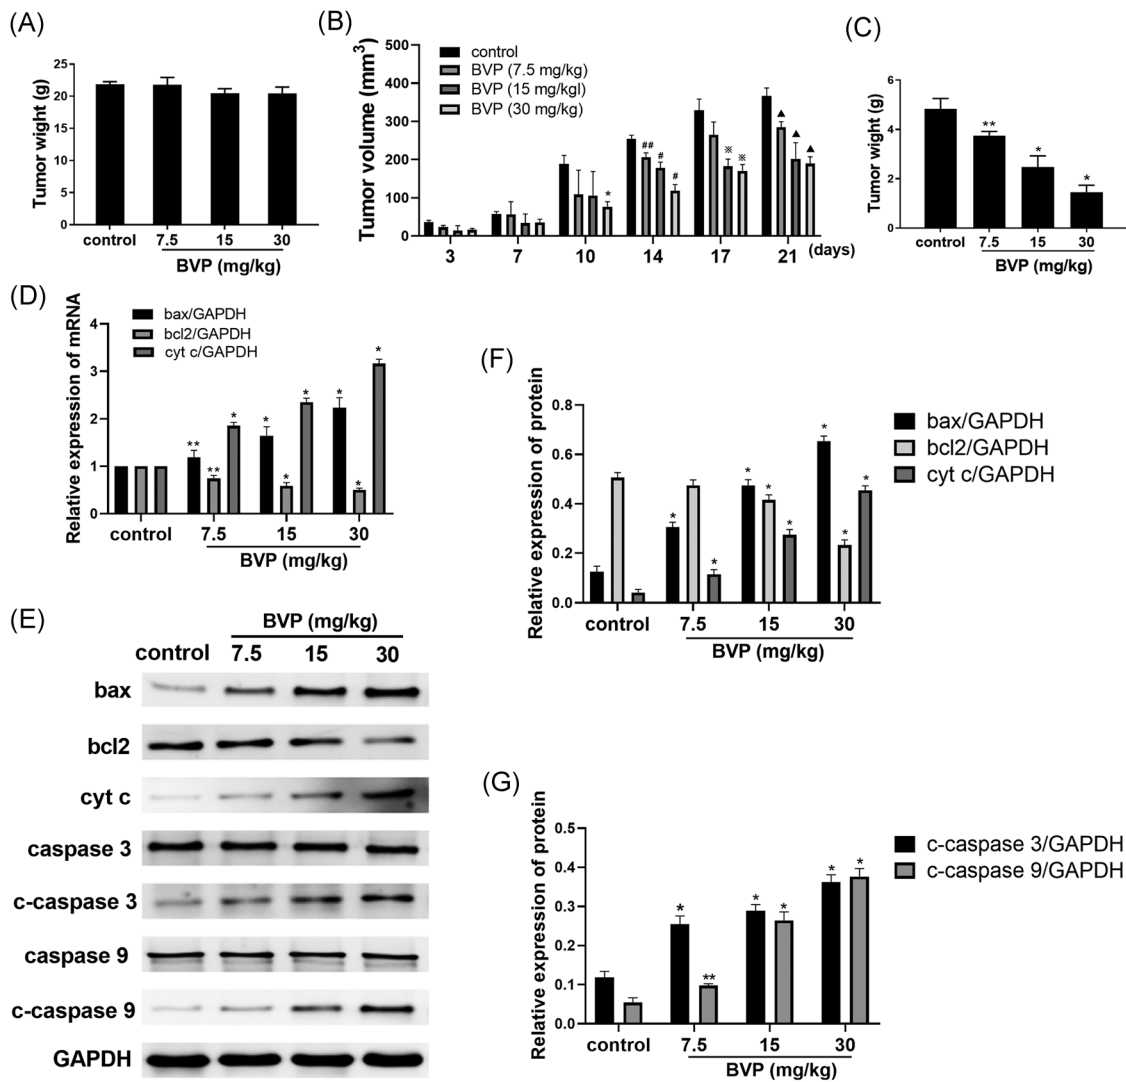 (A)
Tumor wight (g)
25
20
15
10
5
0
control
7.5
15
30
BVP (mg/kg)
(B)
Tumor volume (mm3)
500
400
300
200
100
0
control
BVP (7.5 mg/kg)
BVP (15 mg/kgl)
BVP (30 mg/kg)
*
##
#
#
※
※
▲
▲
▲
3
7
10
14
17
21
(days)
(C)
Tumor wight (g)
6
4
2
0
**
*
*
control
7.5
15
30
BVP (mg/kg)
(D)
Relative expression of mRNA
4
3
2
1
0
bax/GAPDH
bcl2/GAPDH
cyt c/GAPDH
**
**
*
*
*
*
*
*
*
control
7.5
15
30
BVP (mg/kg)
(E)
BVP (mg/kg)
control
7.5
15
30
bax
bcl2
cyt c
caspase 3
c-caspase 3
caspase 9
c-caspase 9
GAPDH
(F)
Relative expression of protein
0.8
0.6
0.4
0.2
0.0
bax/GAPDH
bcl2/GAPDH
cyt c/GAPDH
*
*
*
*
*
*
*
*
control
7.5
15
30
BVP (mg/kg)
(G)
Relative expression of protein
0.5
0.4
0.3
0.2
0.1
0.0
c-caspase 3/GAPDH
c-caspase 9/GAPDH
*
**
*
*
*
*
control
7.5
15
30
BVP (mg/kg)